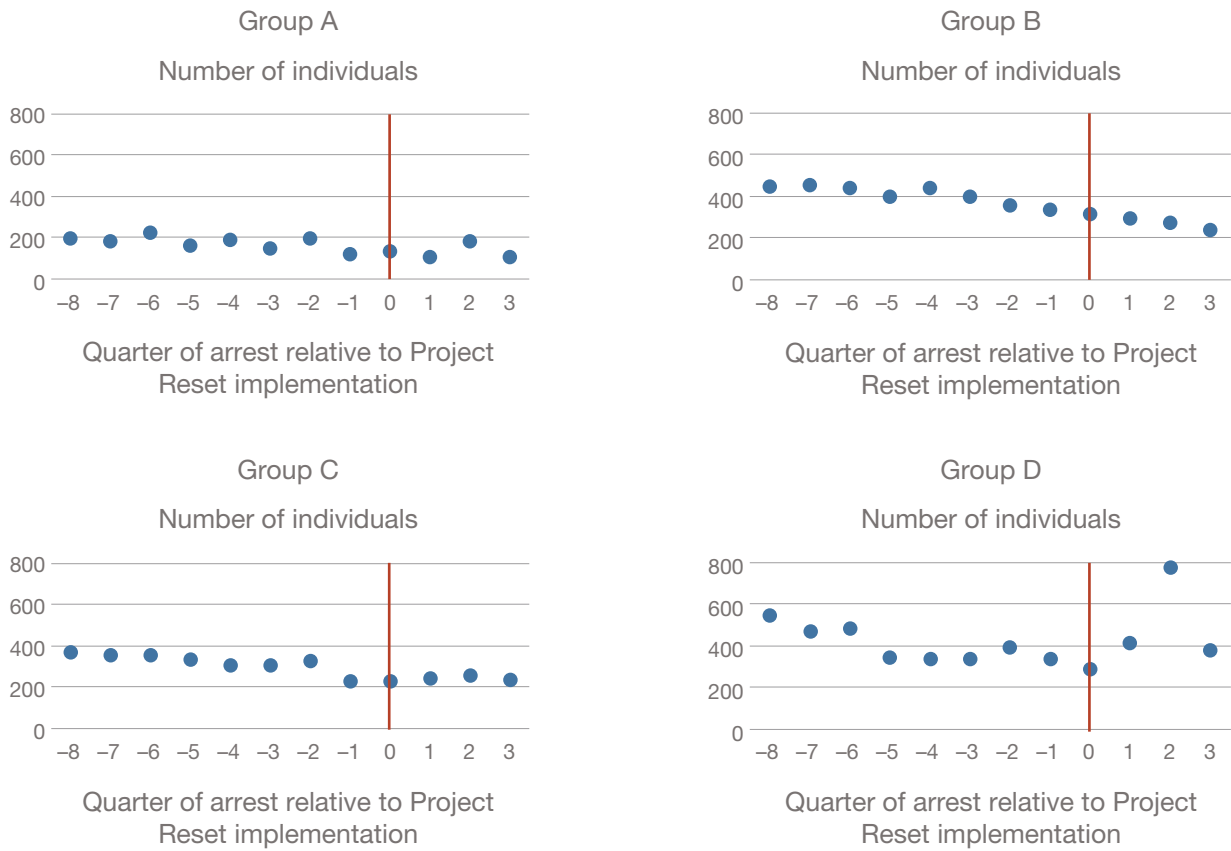 Group A
Number of individuals
800
600
400
200
0
–8 –7 –6 –5 –4 –3 –2 –1 0 1 2 3
Quarter of arrest relative to Project
Reset implementation
Group B
Number of individuals
800
600
400
200
0
–8 –7 –6 –5 –4 –3 –2 –1 0 1 2 3
Quarter of arrest relative to Project
Reset implementation
Group C
Number of individuals
800
600
400
200
0
–8 –7 –6 –5 –4 –3 –2 –1 0 1 2 3
Quarter of arrest relative to Project
Reset implementation
Group D
Number of individuals
800
600
400
200
0
–8 –7 –6 –5 –4 –3 –2 –1 0 1 2 3
Quarter of arrest relative to Project
Reset implementation